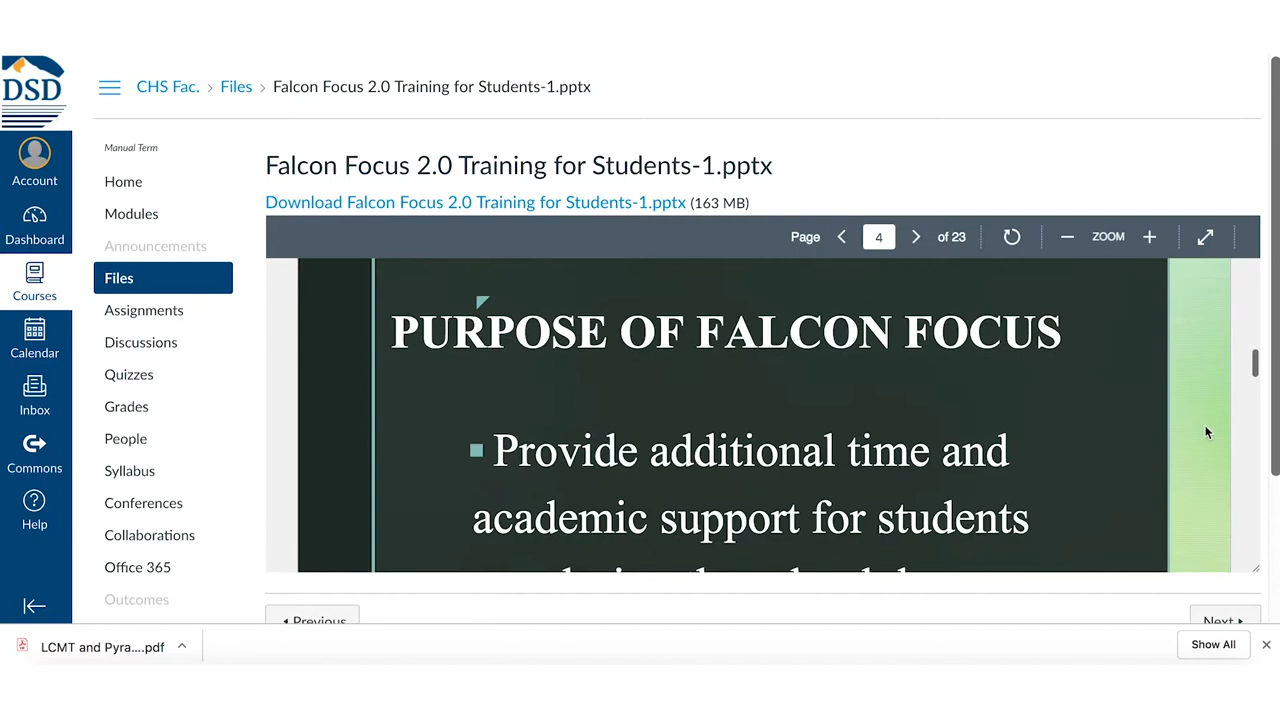 DSD
CHS Fac. › Files › Falcon Focus 2.0 Training for Students-1.pptx
Account
Dashboard
Courses
Calendar
Inbox
Commons
Help
Manual Term
Home
Modules
Announcements
Files
Assignments
Discussions
Quizzes
Grades
People
Syllabus
Conferences
Collaborations
Office 365
Outcomes
Falcon Focus 2.0 Training for Students-1.pptx
Download Falcon Focus 2.0 Training for Students-1.pptx (163 MB)
Page 4 of 23 ZOOM
PURPOSE OF FALCON FOCUS
Provide additional time and
academic support for students
Previous Next
LCMT and Pyra....pdf Show All